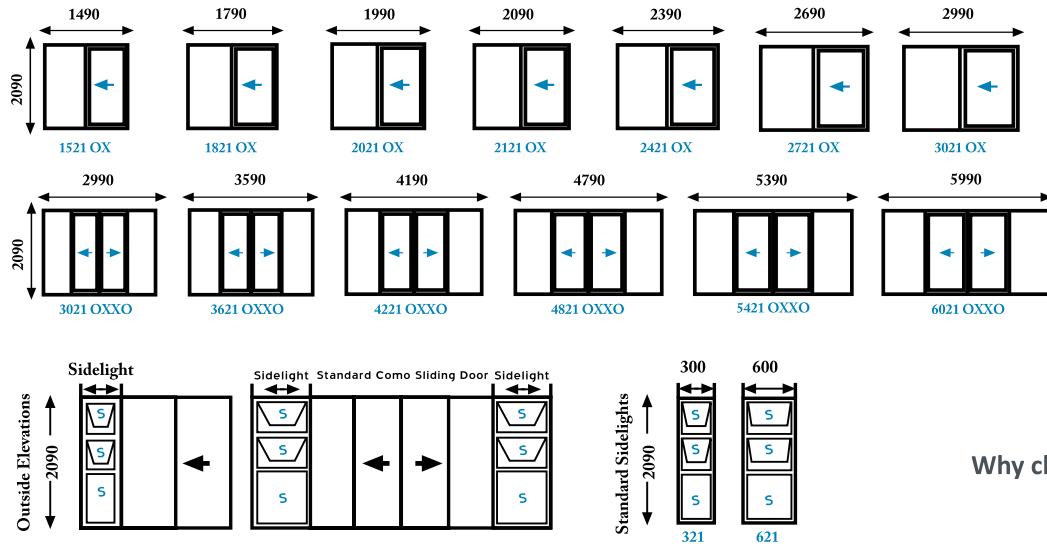 1490 1790 1990 2090 2390 2690 2990
2090
1521 OX 1821 OX 2021 OX 2121 OX 2421 OX 2721 OX 3021 OX
2990 3590 4190 4790 5390 5990
2090
3021 OXXO 3621 OXXO 4221 OXXO 4821 OXXO 5421 OXXO 6021 OXXO
Sidelight
Sidelight Standard Como Sliding Door Sidelight
300 600
Outside Elevations
2090
S
S
S
S S
S S
S S
Standard Sidelights
2090
S S
S S
S S
321 621
Why cl